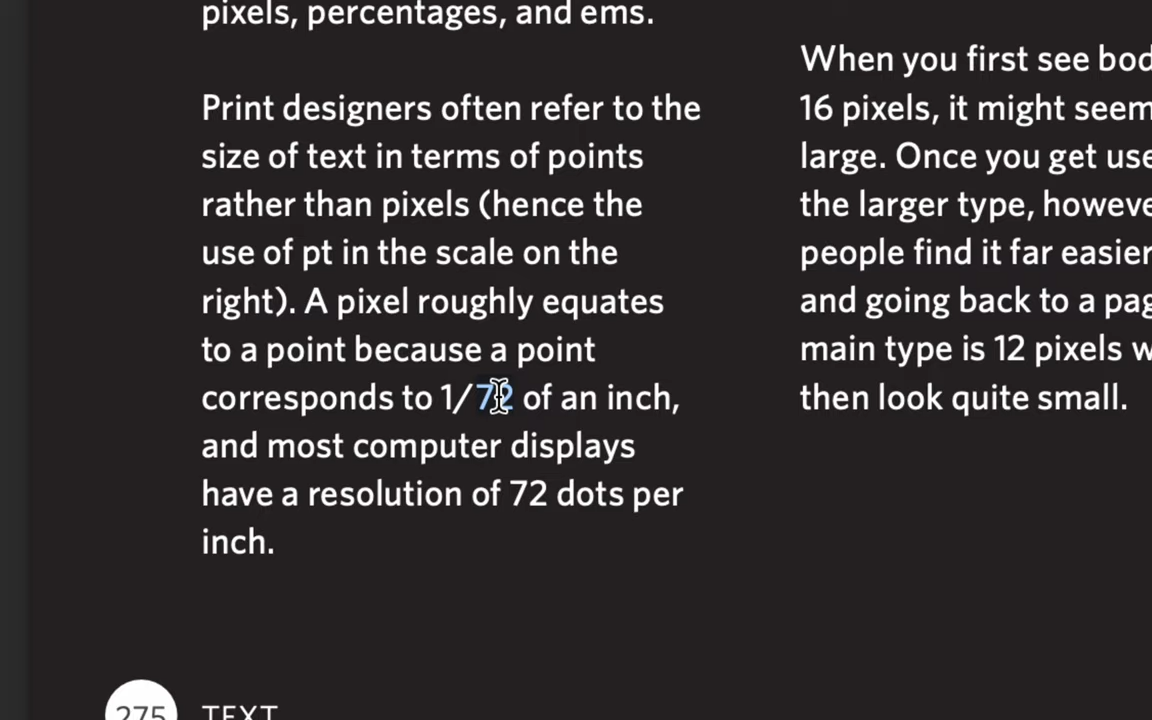 pixels, percentages, and ems.
Print designers often refer to the
size of text in terms of points
rather than pixels (hence the
use of pt in the scale on the
right). A pixel roughly equates
to a point because a point
corresponds to 1/72 of an inch,
and most computer displays
have a resolution of 72 dots per
inch.
When you first see
16 pixels, it might seem
large. Once you get
the larger type,
people find it far easier
and going back to a
main type is 12 pixels
then look quite small.
275 TEXT